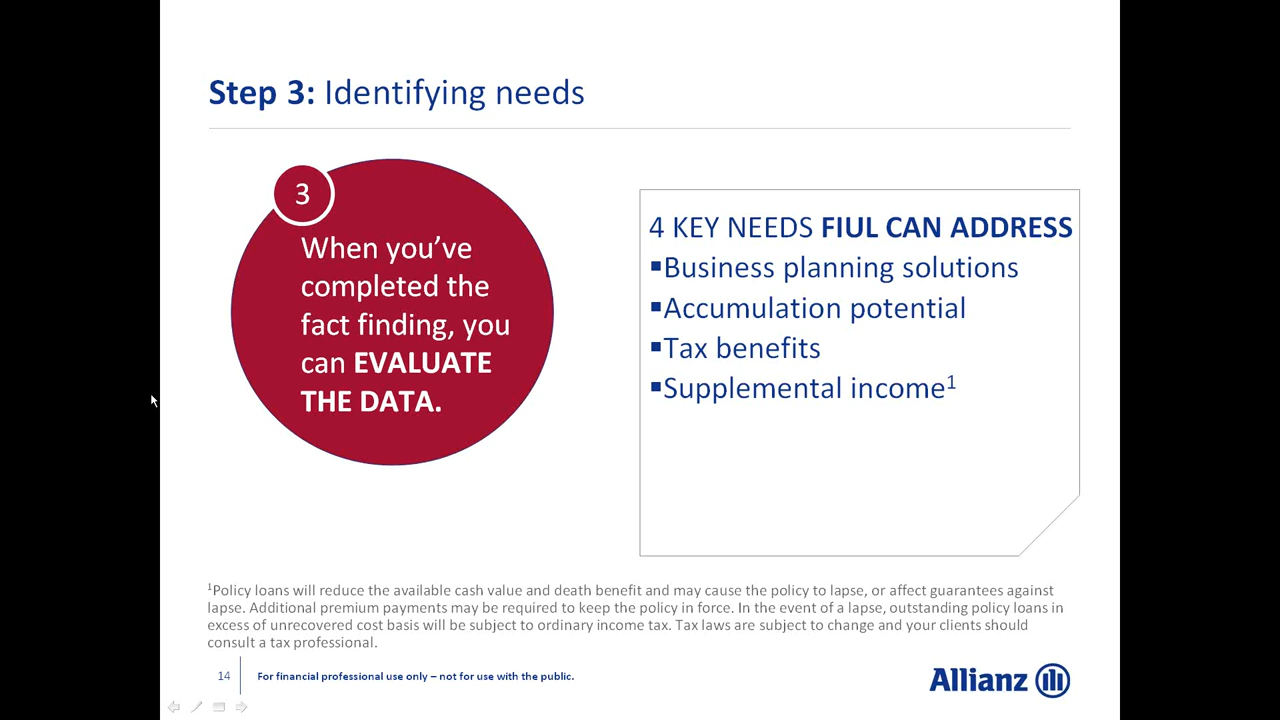 Step 3: Identifying needs
3
When you’ve
completed the
fact finding, you
can EVALUATE
THE DATA.
4 KEY NEEDS FIUL CAN ADDRESS
▪Business planning solutions
▪Accumulation potential
▪Tax benefits
▪Supplemental income¹
¹Policy loans will reduce the available cash value and death benefit and may cause the policy to lapse, or affect guarantees against
lapse. Additional premium payments may be required to keep the policy in force. In the event of a lapse, outstanding policy loans in
excess of unrecovered cost basis will be subject to ordinary income tax. Tax laws are subject to change and your clients should
consult a tax professional.
14
For financial professional use only – not for use with the public.
Allianz